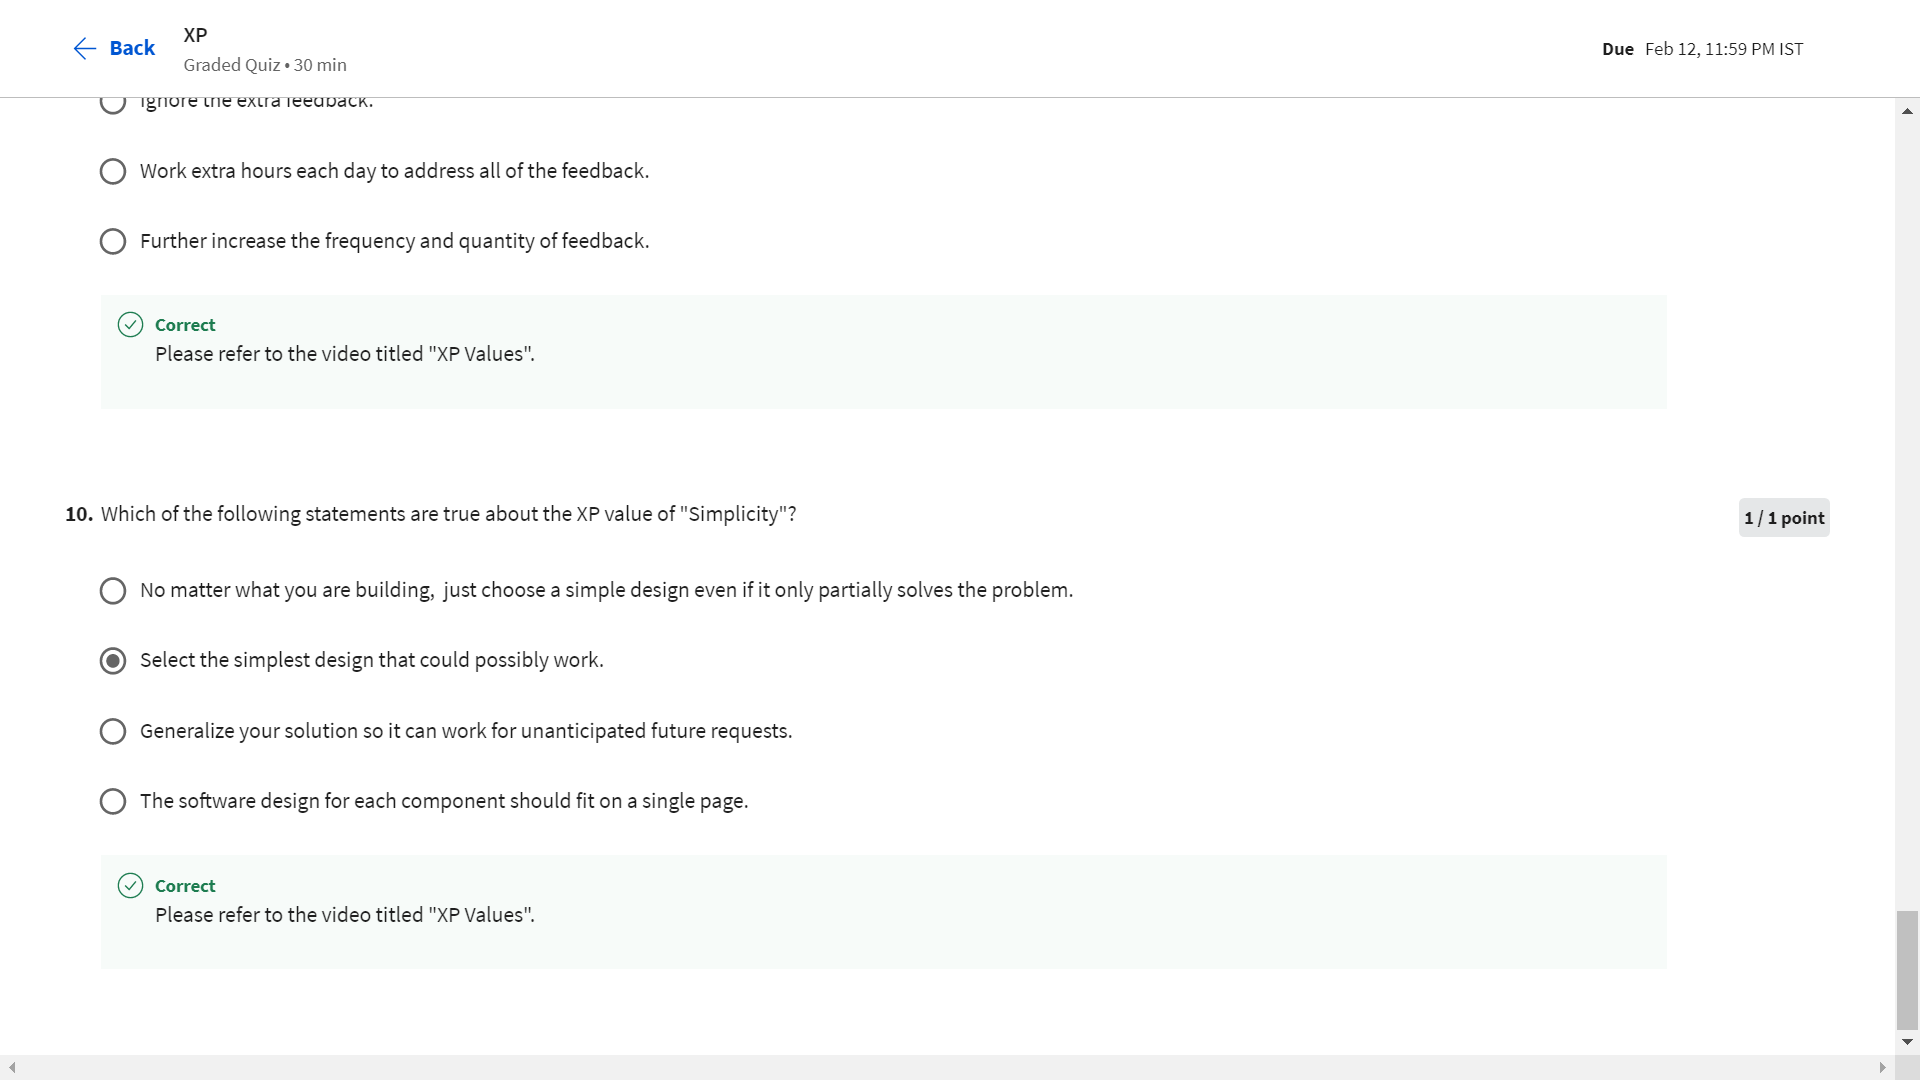 Back
XP
Graded Quiz • 30 min
Due Feb 12, 11:59 PM IST
Ignore the extra feedback.
Work extra hours each day to address all of the feedback.
Further increase the frequency and quantity of feedback.
Correct
Please refer to the video titled "XP Values".
10. Which of the following statements are true about the XP value of "Simplicity"?
1 / 1 point
No matter what you are building,  just choose a simple design even if it only partially solves the problem.
Select the simplest design that could possibly work.
Generalize your solution so it can work for unanticipated future requests.
The software design for each component should fit on a single page.
Correct
Please refer to the video titled "XP Values".